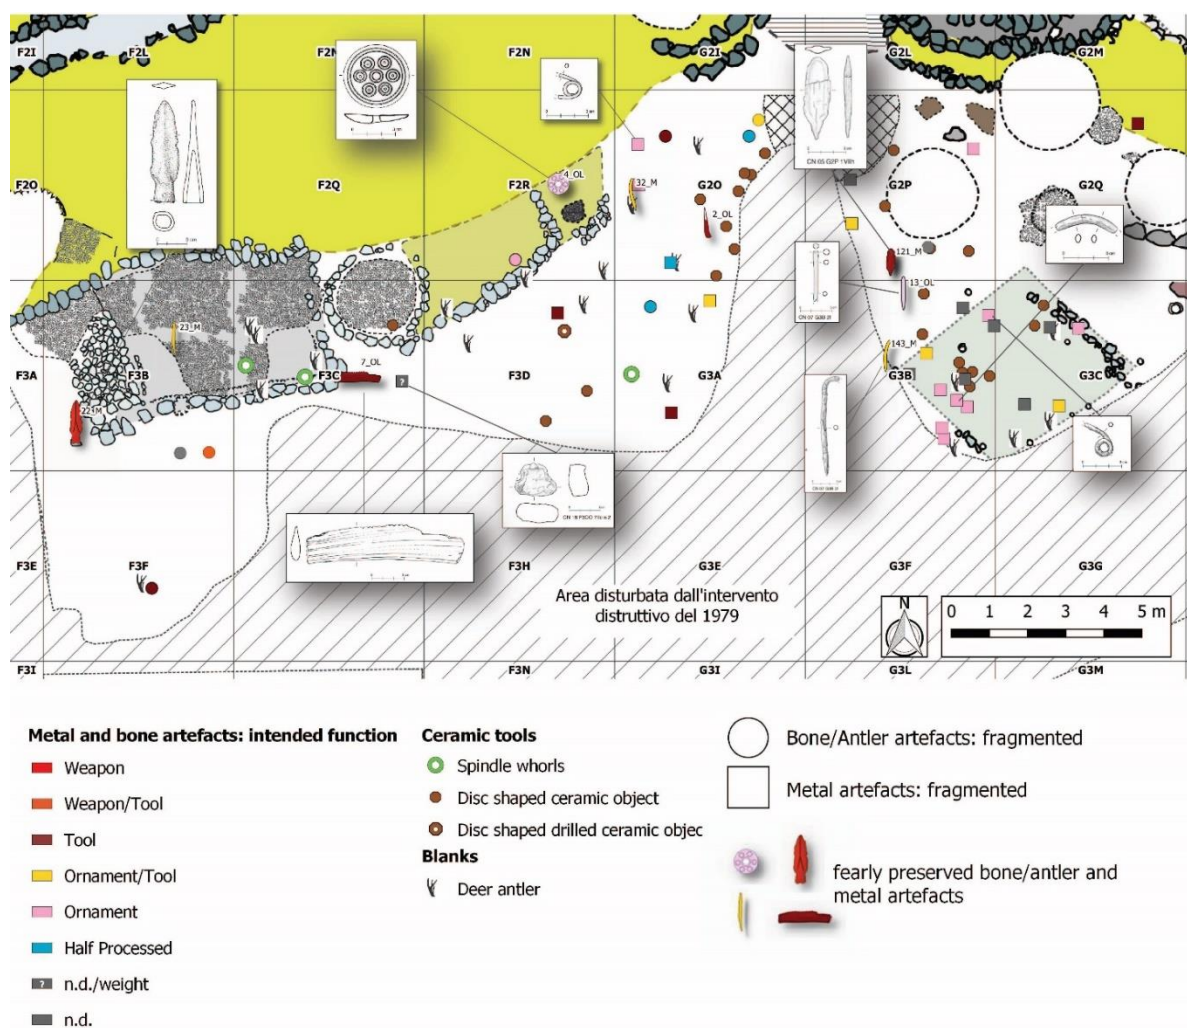 F2I F2L F2M F2N G2I G2L G2M
F2O F2Q F2R G2O G2P G2Q
4_OL
32_M
2_OL
CN 05 G2P 1V8h
121_M
13_OL
23_M
7_OL
143_M
F3A F3B F3C F3D G3A G3B G3C
?
F3E F3F F3H G3E G3F G3G
Area disturbata dall'intervento
distruttivo del 1979
N
0 1 2 3 4 5 m
F3I F3N G3I G3L G3M
Metal and bone artefacts: intended function
Weapon
Weapon/Tool
Tool
Ornament/Tool
Ornament
Half Processed
? n.d./weight
n.d.
Ceramic tools
Spindle whorls
Disc shaped ceramic object
Disc shaped drilled ceramic objec
Blanks
Deer antler
Bone/Antler artefacts: fragmented
Metal artefacts: fragmented
fearly preserved bone/antler and
metal artefacts